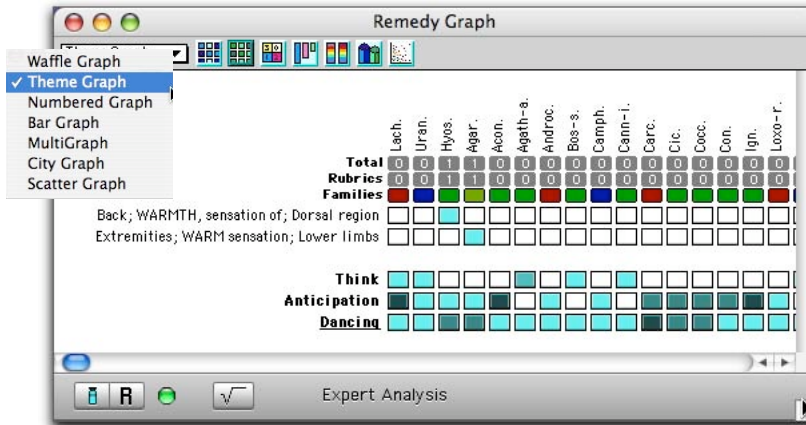 Remedy Graph
Waffle Graph
✓ Theme Graph
Numbered Graph
Bar Graph
MultiGraph
City Graph
Scatter Graph
Lach. Uran. Hyos. Agar. Acon. Agath-a. Androc. Bos-s. Camph. Cann-i. Carc. Cic. Cocc. Con. Ign. Loxo-r.
Total 0 0 1 1 0 0 0 0 0 0 0 0 0 0 0 0
Rubrics 0 0 1 1 0 0 0 0 0 0 0 0 0 0 0 0
Families
Back; WARMTH, sensation of; Dorsal region
Extremities; WARM sensation; Lower limbs
Think
Anticipation
Dancing
R √ Expert Analysis